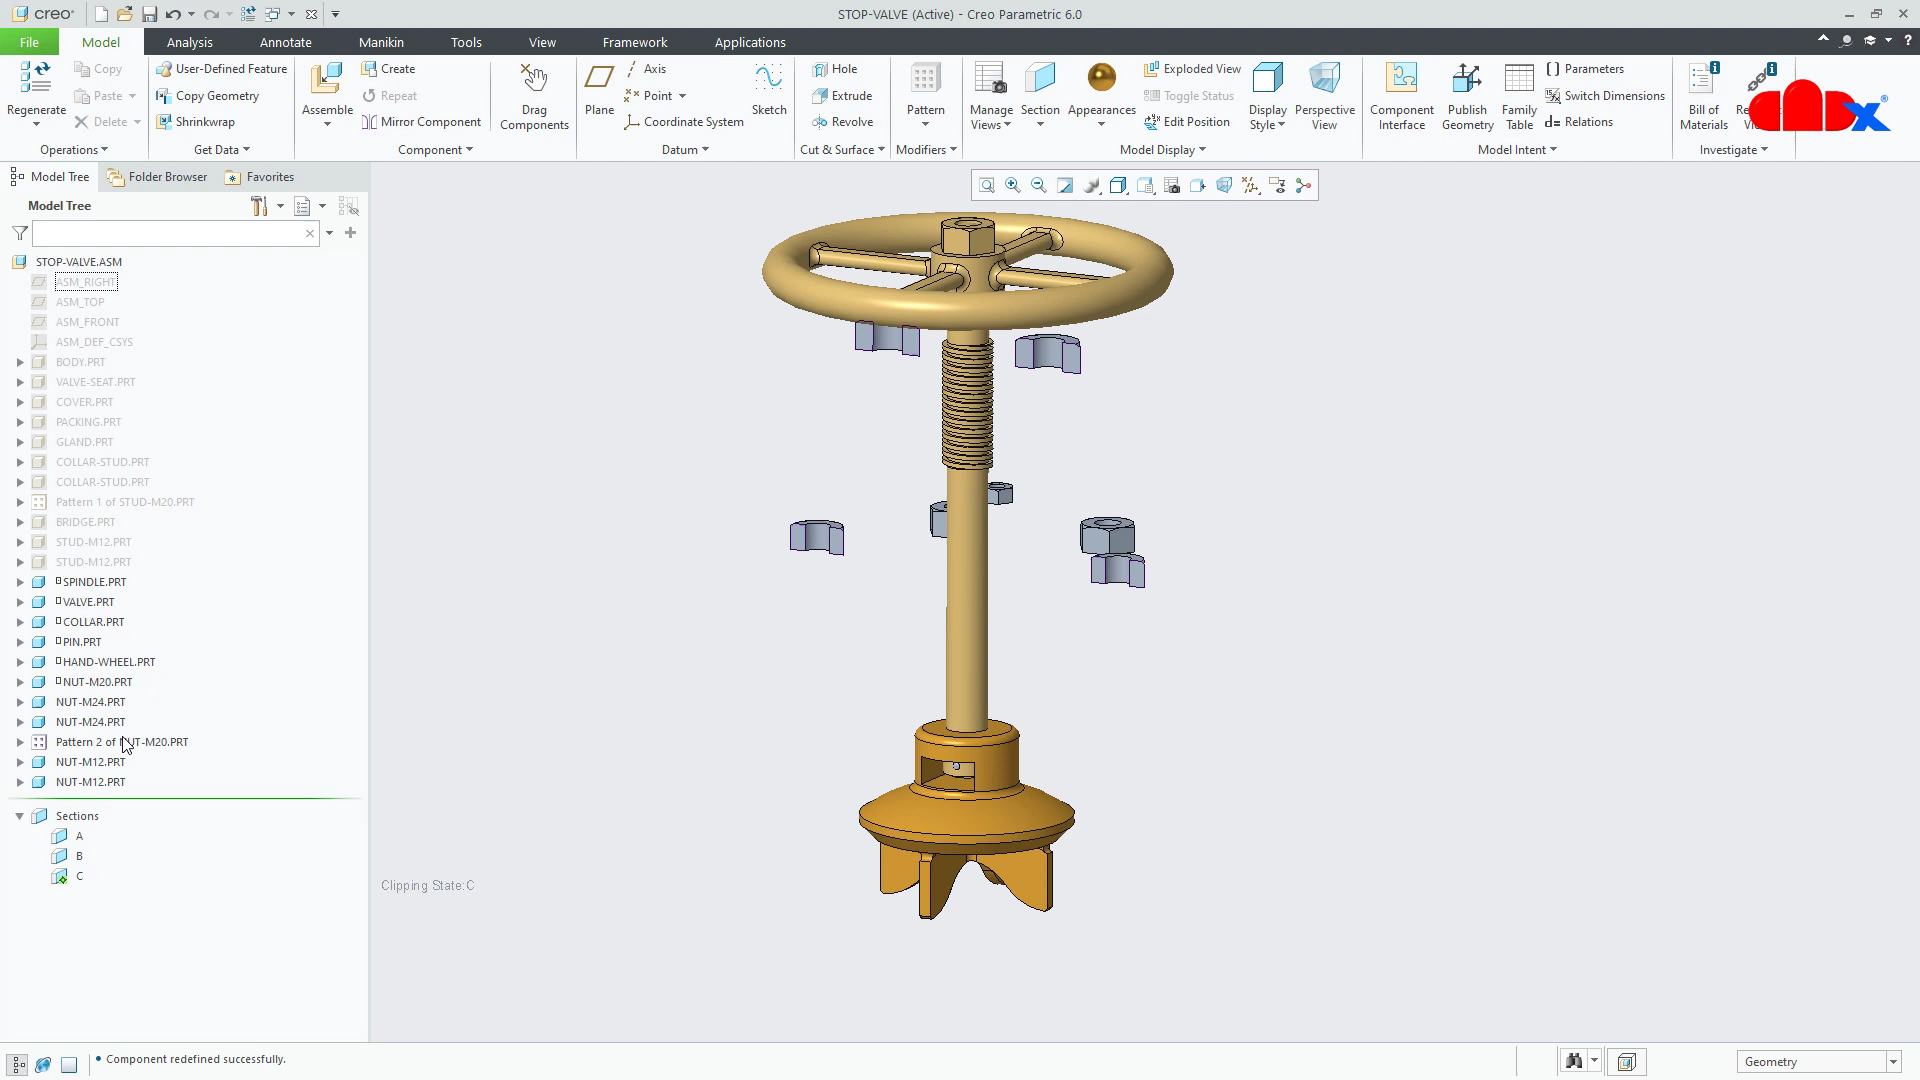 creo
STOP-VALVE (Active) - Creo Parametric 6.0
File Model Analysis Annotate Manikin Tools View Framework Applications
Regenerate
Copy
Paste
Delete
Operations
User-Defined Feature
Copy Geometry
Shrinkwrap
Get Data
Assemble
Create
Repeat
Mirror Component
Component
Drag
Components
Plane
Axis
Point
Coordinate System
Sketch
Datum
Hole
Extrude
Revolve
Cut & Surface
Pattern
Modifiers
Manage
Views
Section
Appearances
Exploded View
Toggle Status
Edit Position
Display
Style
Perspective
View
Model Display
Component
Interface
Publish
Geometry
Family
Table
Parameters
Switch Dimensions
Relations
Model Intent
Bill of
Materials
Investigate
Model Tree Folder Browser Favorites
Model Tree
STOP-VALVE.ASM
ASM_RIGHT
ASM_TOP
ASM_FRONT
ASM_DEF_CSYS
BODY.PRT
VALVE-SEAT.PRT
COVER.PRT
PACKING.PRT
GLAND.PRT
COLLAR-STUD.PRT
COLLAR-STUD.PRT
Pattern 1 of STUD-M20.PRT
BRIDGE.PRT
STUD-M12.PRT
STUD-M12.PRT
SPINDLE.PRT
VALVE.PRT
COLLAR.PRT
PIN.PRT
HAND-WHEEL.PRT
NUT-M20.PRT
NUT-M24.PRT
NUT-M24.PRT
Pattern 2 of NUT-M20.PRT
NUT-M12.PRT
NUT-M12.PRT
Sections
A
B
C
Clipping State:C
Component redefined successfully.
Geometry